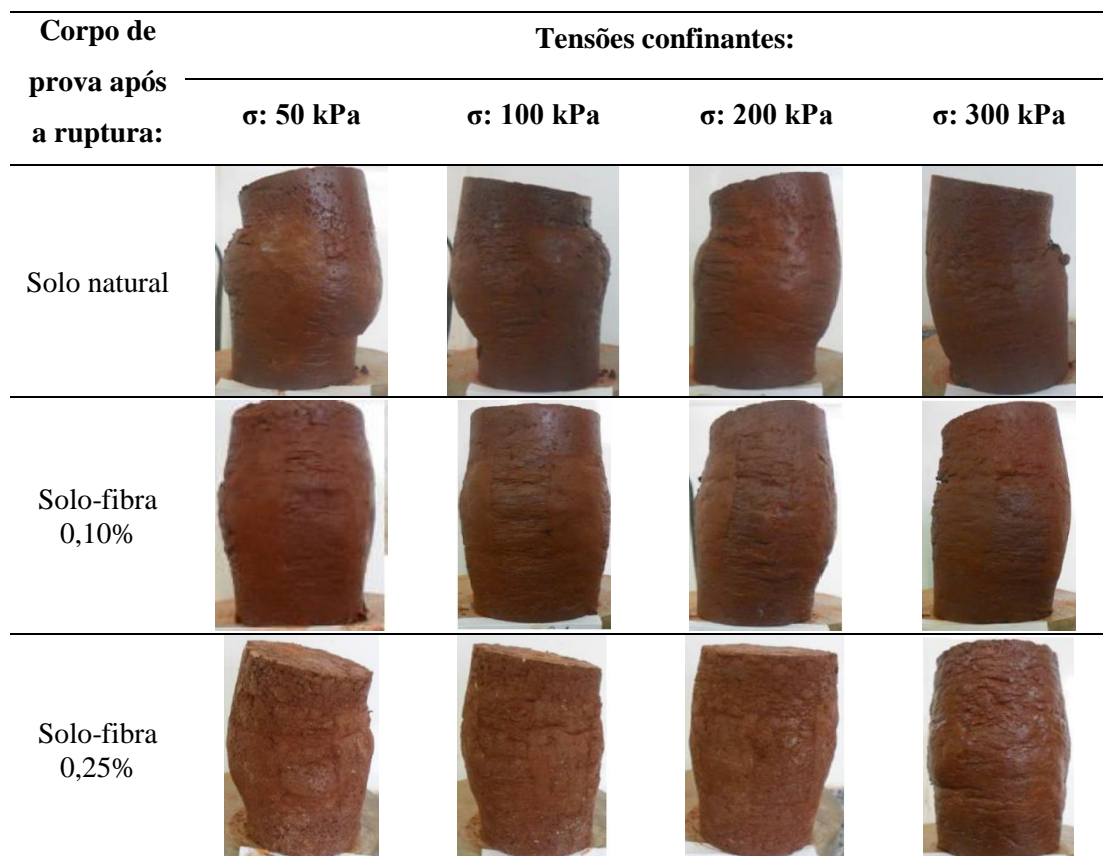 Corpo de
prova após
a ruptura:
Tensões confinantes:
σ: 50 kPa
σ: 100 kPa
σ: 200 kPa
σ: 300 kPa
Solo natural
Solo-fibra
0,10%
Solo-fibra
0,25%